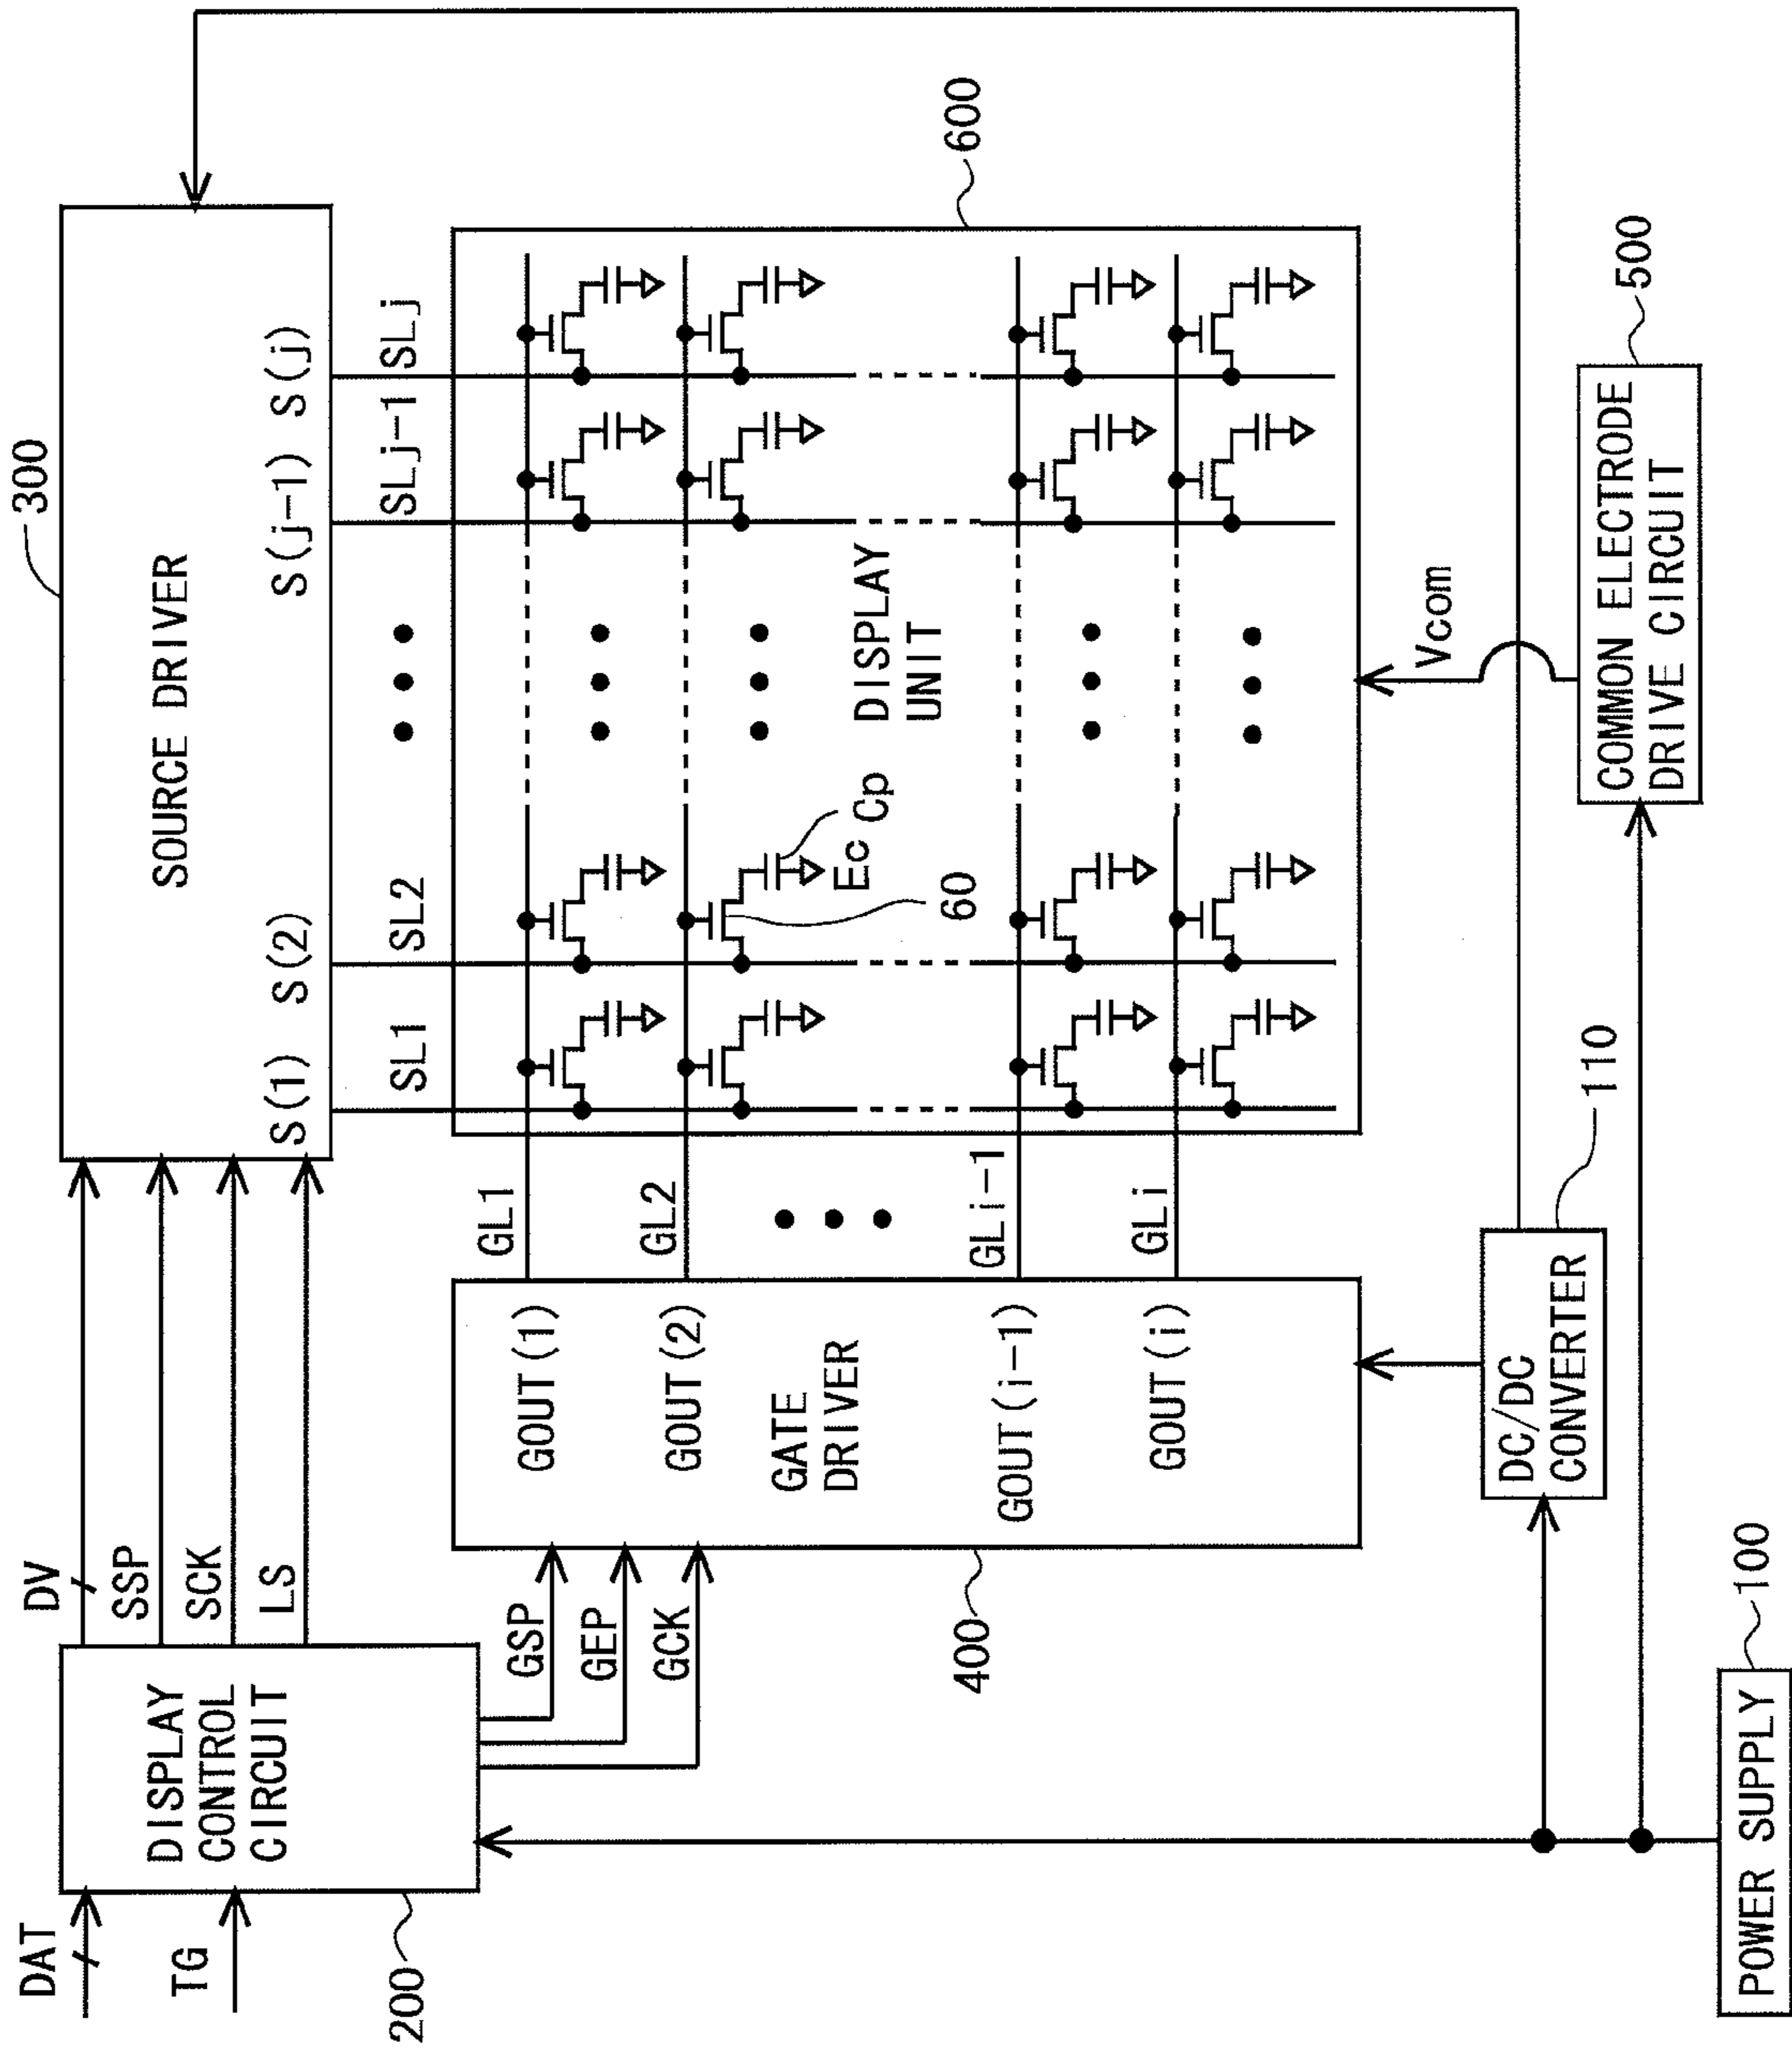 DAT
TG
200
DISPLAY
CONTROL
CIRCUIT
DV
SSP
SCK
LS
GSP
GEP
GCK
300
SOURCE DRIVER
S(1)
S(2)
S(j-1)
S(j)
SL1
SL2
SLj-1
SLj
400
GATE
DRIVER
GOUT(1)
GOUT(2)
GOUT(i-1)
GOUT(i)
GL1
GL2
GLi-1
GLi
600
DISPLAY
UNIT
Ec
Cp
60
Vcom
500
COMMON ELECTRODE
DRIVE CIRCUIT
110
DC/DC
CONVERTER
100
POWER SUPPLY